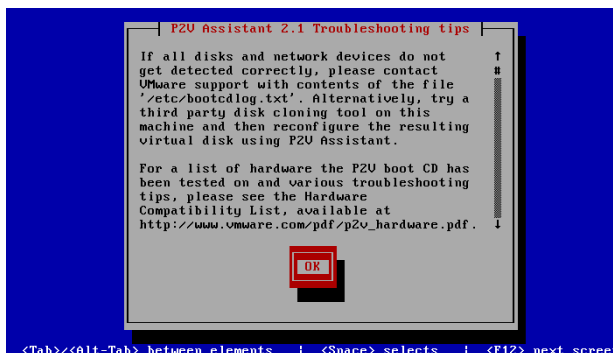 P2V Assistant 2.1 Troubleshooting tips
If all disks and network devices do not
get detected correctly, please contact
VMware support with contents of the file
'/etc/bootcdlog.txt'. Alternatively, try a
third party disk cloning tool on this
machine and then reconfigure the resulting
virtual disk using P2V Assistant.
For a list of hardware the P2V boot CD has
been tested on and various troubleshooting
tips, please see the Hardware
Compatibility List, available at
http://www.vmware.com/pdf/p2v_hardware.pdf.
OK
<Tab>/<Alt-Tab> between elements | <Space> selects | <F12> next scree